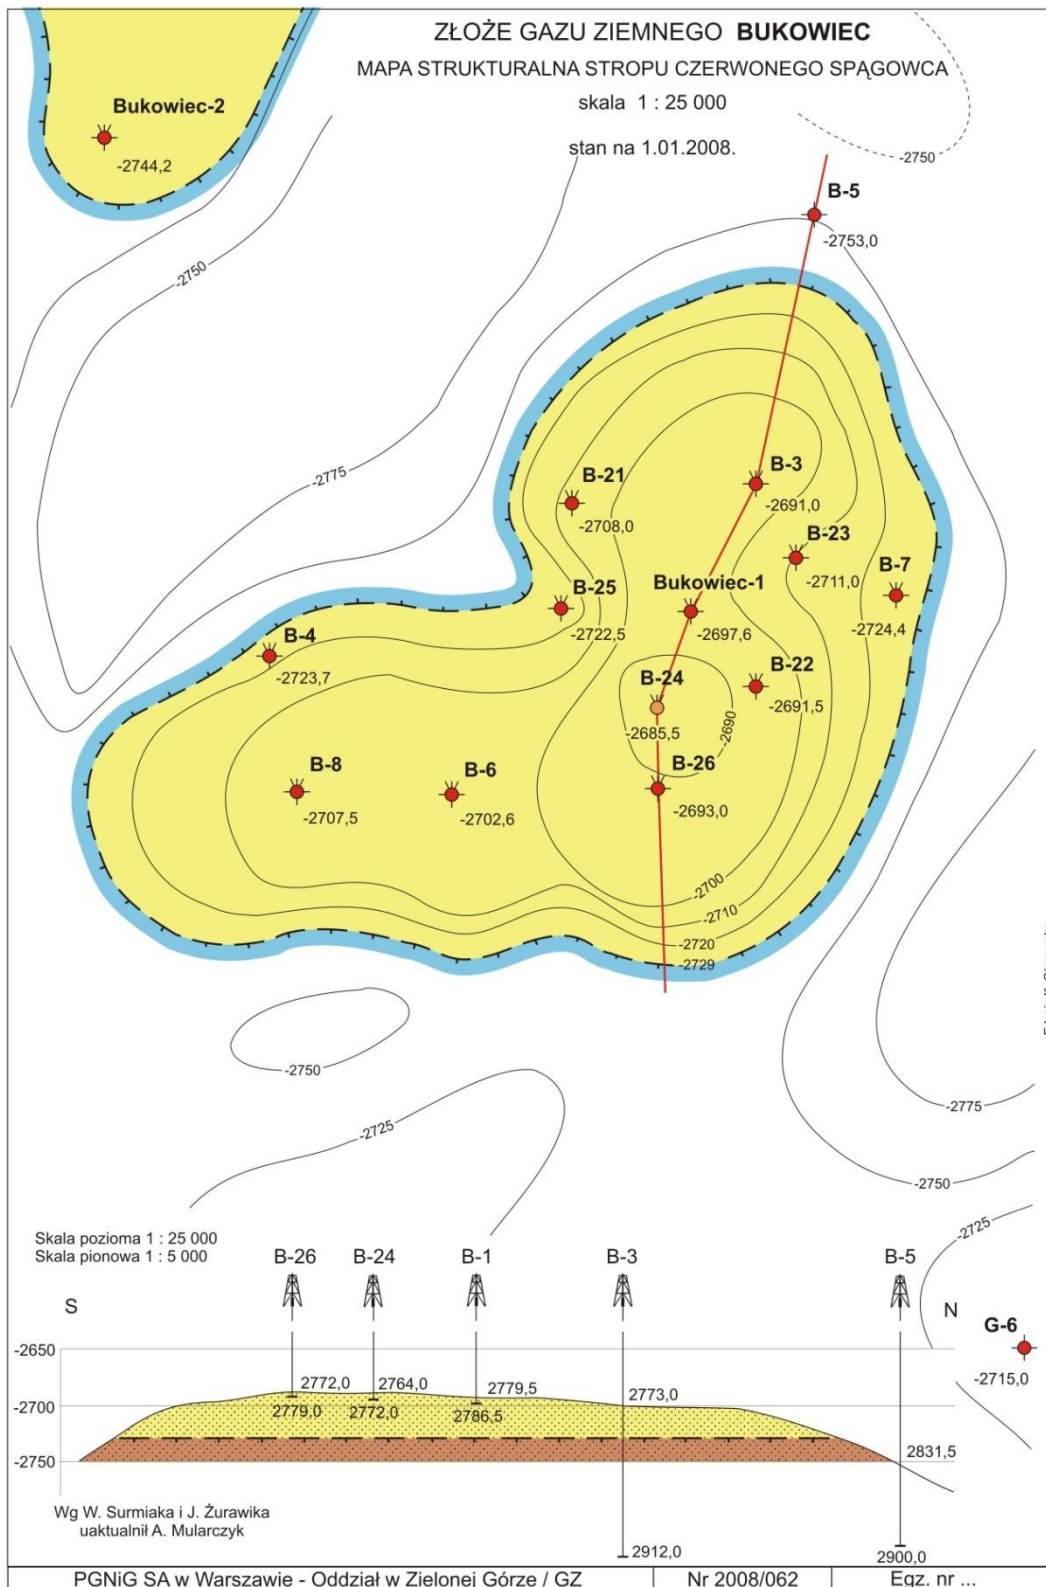 ZŁOŻE GAZU ZIEMNEGO BUKOWIEC
MAPA STRUKTURALNA STROPU CZERWONEGO SPĄGOWCA
skala 1 : 25 000
stan na 1.01.2008.
Bukowiec-2
-2744,2
-2750
B-5
-2753,0
-2750
-2775
B-3
-2691,0
B-21
-2708,0
B-23
-2711,0
B-7
-2724,4
Bukowiec-1
-2697,6
B-25
-2722,5
B-4
-2723,7
B-24
-2685,5
B-22
-2691,5
-2690
B-26
-2693,0
B-8
-2707,5
B-6
-2702,6
-2700
-2710
-2720
-2729
-2750
-2775
-2725
-2750
-2725
G-6
-2715,0
Skala pozioma 1 : 25 000
Skala pionowa 1 : 5 000
B-26 B-24 B-1 B-3 B-5
S N
-2650
2772,0 2764,0 2779,5 2773,0
-2700
2779,0 2772,0 2786,5
2831,5
-2750
2912,0 2900,0
Wg W. Surmiaka i J. Żurawika
uaktualnił A. Mularczyk
PGNiG SA w Warszawie - Oddział w Zielonej Górze / GZ Nr 2008/062 Egz. nr ...